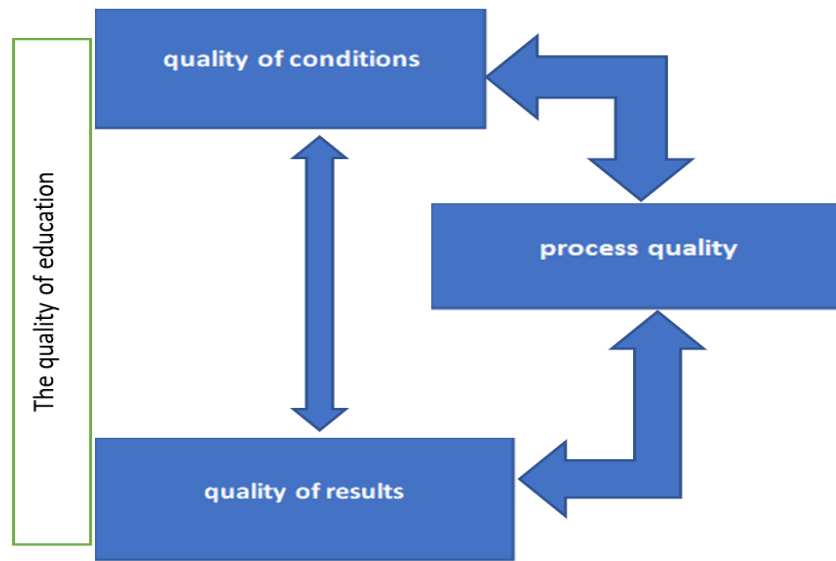 The quality of education
quality of conditions
process quality
quality of results